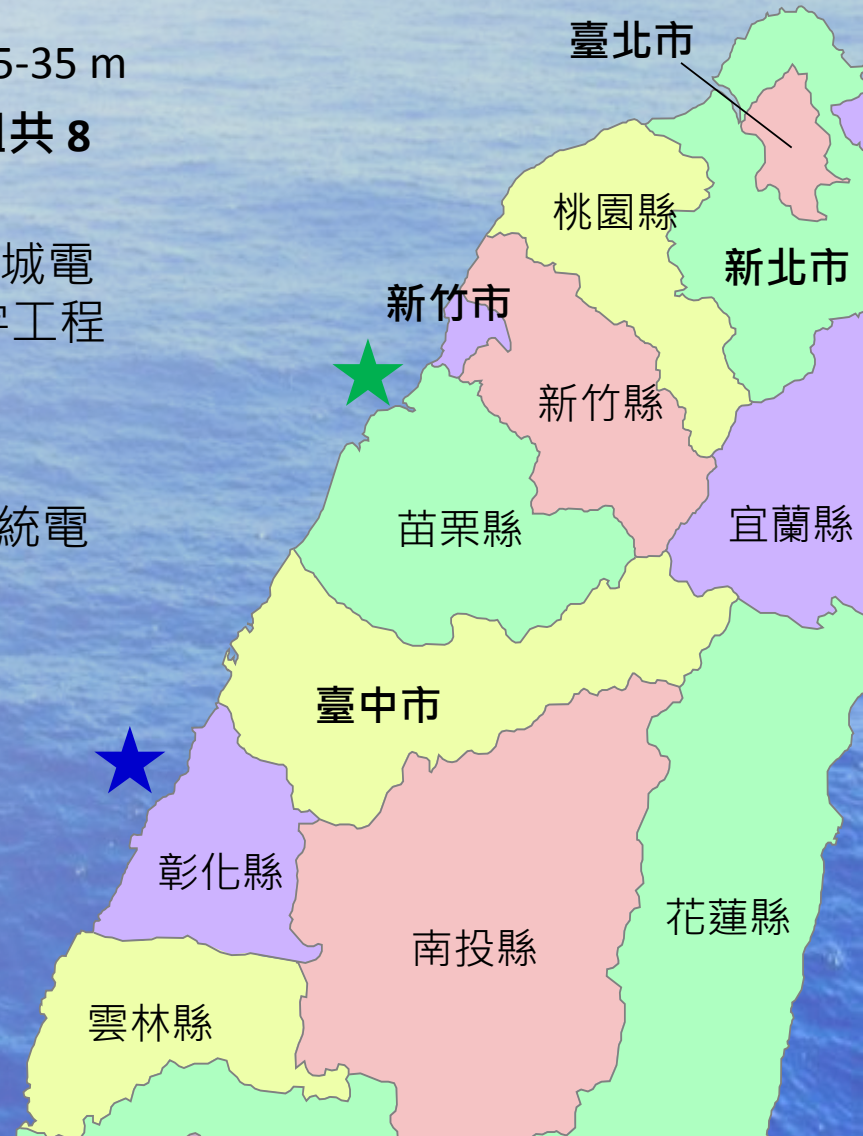 5-35 m
共 8
城電
工程
統電
臺北市
桃園縣
新北市
新竹市
新竹縣
苗栗縣
宜蘭縣
臺中市
彰化縣
南投縣
花蓮縣
雲林縣